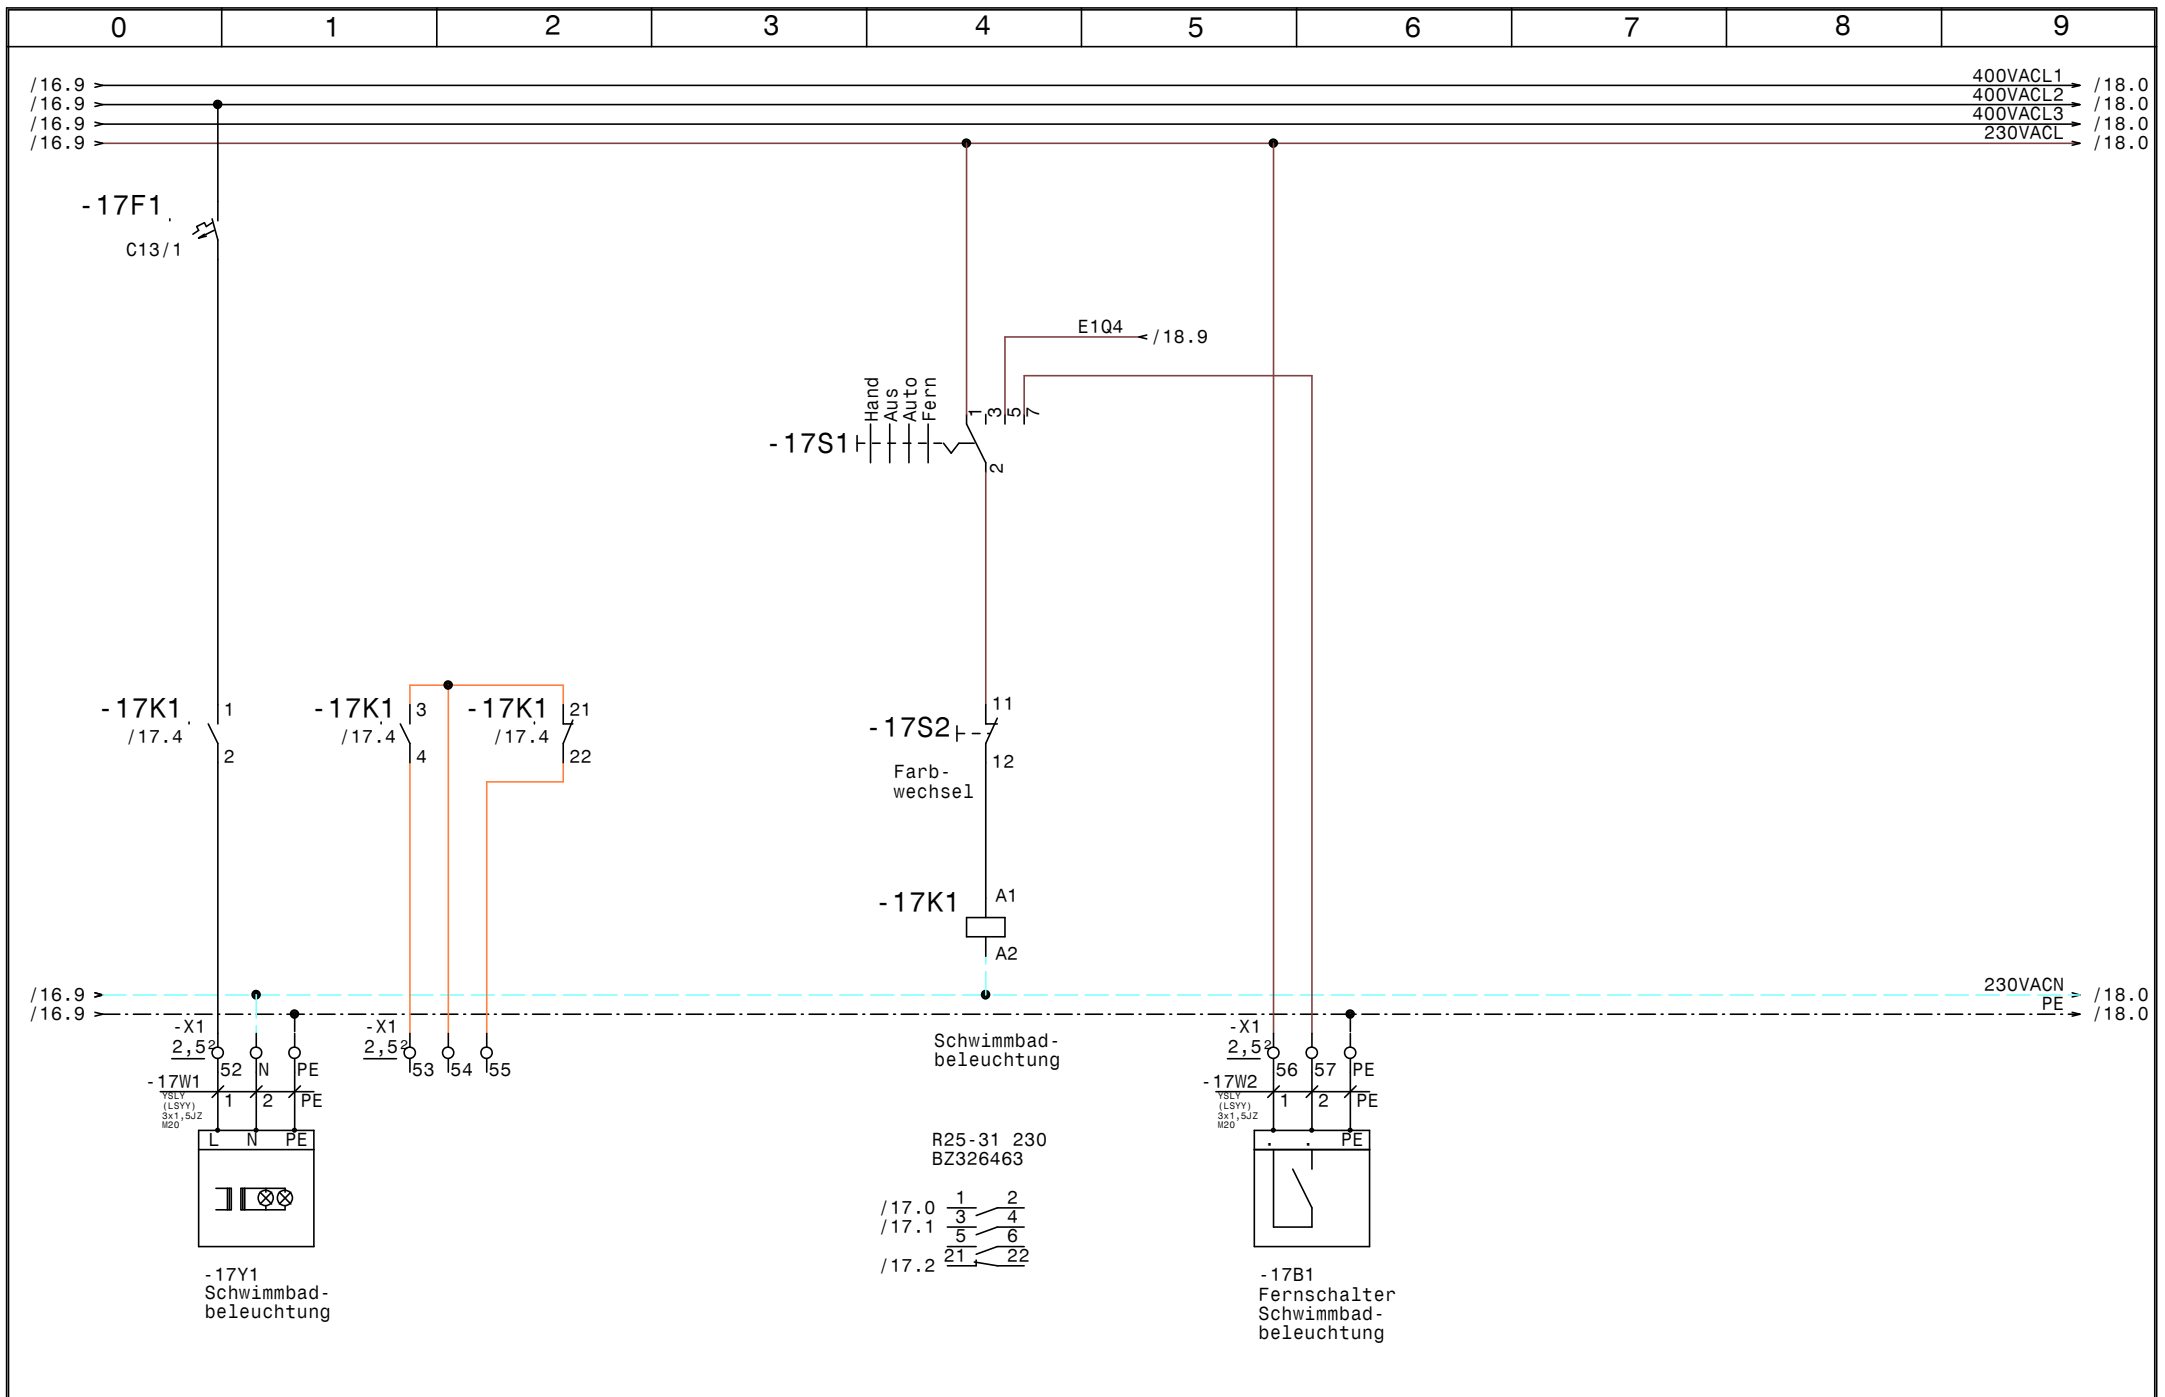 0 1 2 3 4 5 6 7 8 9
/16.9 400VACL1 /18.0
/16.9 400VACL2 /18.0
/16.9 400VACL3 /18.0
/16.9 230VACL /18.0
-17F1
C13/1
E1Q4 /18.9
Hand
Aus
Auto
Fern
1
3
5
7
-17S1
2
-17K1 1
/17.4
2
-17K1 3
/17.4
4
-17K1 21
/17.4
22
11
-17S2
12
Farb-
wechsel
-17K1 A1
A2
/16.9 230VACN /18.0
/16.9 PE /18.0
-X1
2,5²
52 N PE
-17W1
YSLY
(LSYY)
3x1,5JZ
M20
1 2 PE
L N PE
-17Y1
Schwimmbad-
beleuchtung
-X1
2,5²
53 54 55
Schwimmbad-
beleuchtung
R25-31 230
BZ326463
/17.0 1 2
/17.1 3 4
5 6
/17.2 21 22
-X1
2,5²
56 57 PE
-17W2
YSLY
(LSYY)
3x1,5JZ
M20
1 2 PE
. . PE
-17B1
Fernschalter
Schwimmbad-
beleuchtung